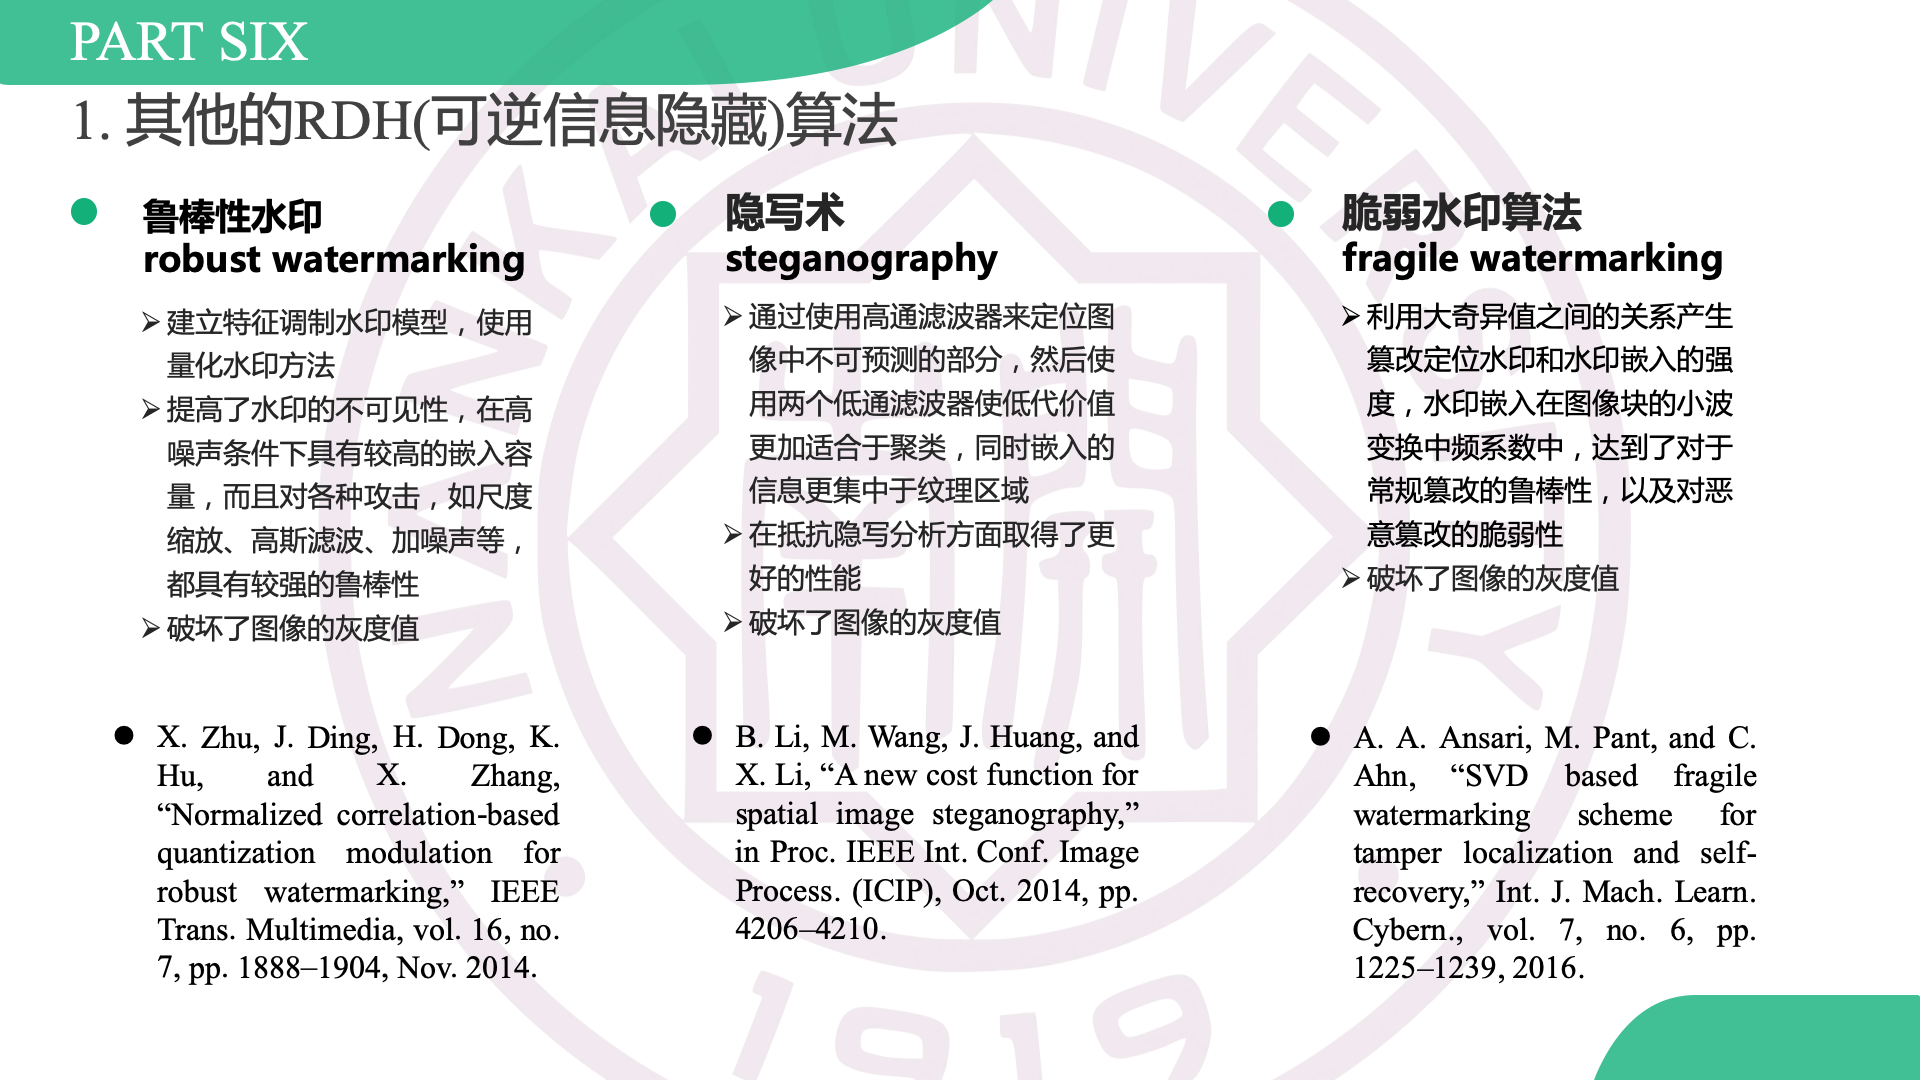 PART SIX
1. 其他的RDH(可逆信息隐藏)算法
鲁棒性水印
robust watermarking
建立特征调制水印模型，使用
量化水印方法
提高了水印的不可见性，在高
噪声条件下具有较高的嵌入容
量，而且对各种攻击，如尺度
缩放、高斯滤波、加噪声等，
都具有较强的鲁棒性
破坏了图像的灰度值
X. Zhu, J. Ding, H. Dong, K.
Hu, and X. Zhang,
“Normalized correlation-based
quantization modulation for
robust watermarking,” IEEE
Trans. Multimedia, vol. 16, no.
7, pp. 1888–1904, Nov. 2014.
隐写术
steganography
通过使用高通滤波器来定位图
像中不可预测的部分，然后使
用两个低通滤波器使低代价值
更加适合于聚类，同时嵌入的
信息更集中于纹理区域
在抵抗隐写分析方面取得了更
好的性能
破坏了图像的灰度值
B. Li, M. Wang, J. Huang, and
X. Li, “A new cost function for
spatial image steganography,”
in Proc. IEEE Int. Conf. Image
Process. (ICIP), Oct. 2014, pp.
4206–4210.
脆弱水印算法
fragile watermarking
利用大奇异值之间的关系产生
篡改定位水印和水印嵌入的强
度，水印嵌入在图像块的小波
变换中频系数中，达到了对于
常规篡改的鲁棒性，以及对恶
意篡改的脆弱性
破坏了图像的灰度值
A. A. Ansari, M. Pant, and C.
Ahn, “SVD based fragile
watermarking scheme for
tamper localization and self-
recovery,” Int. J. Mach. Learn.
Cybern., vol. 7, no. 6, pp.
1225–1239, 2016.
NANKAI UNIVERSITY
1919